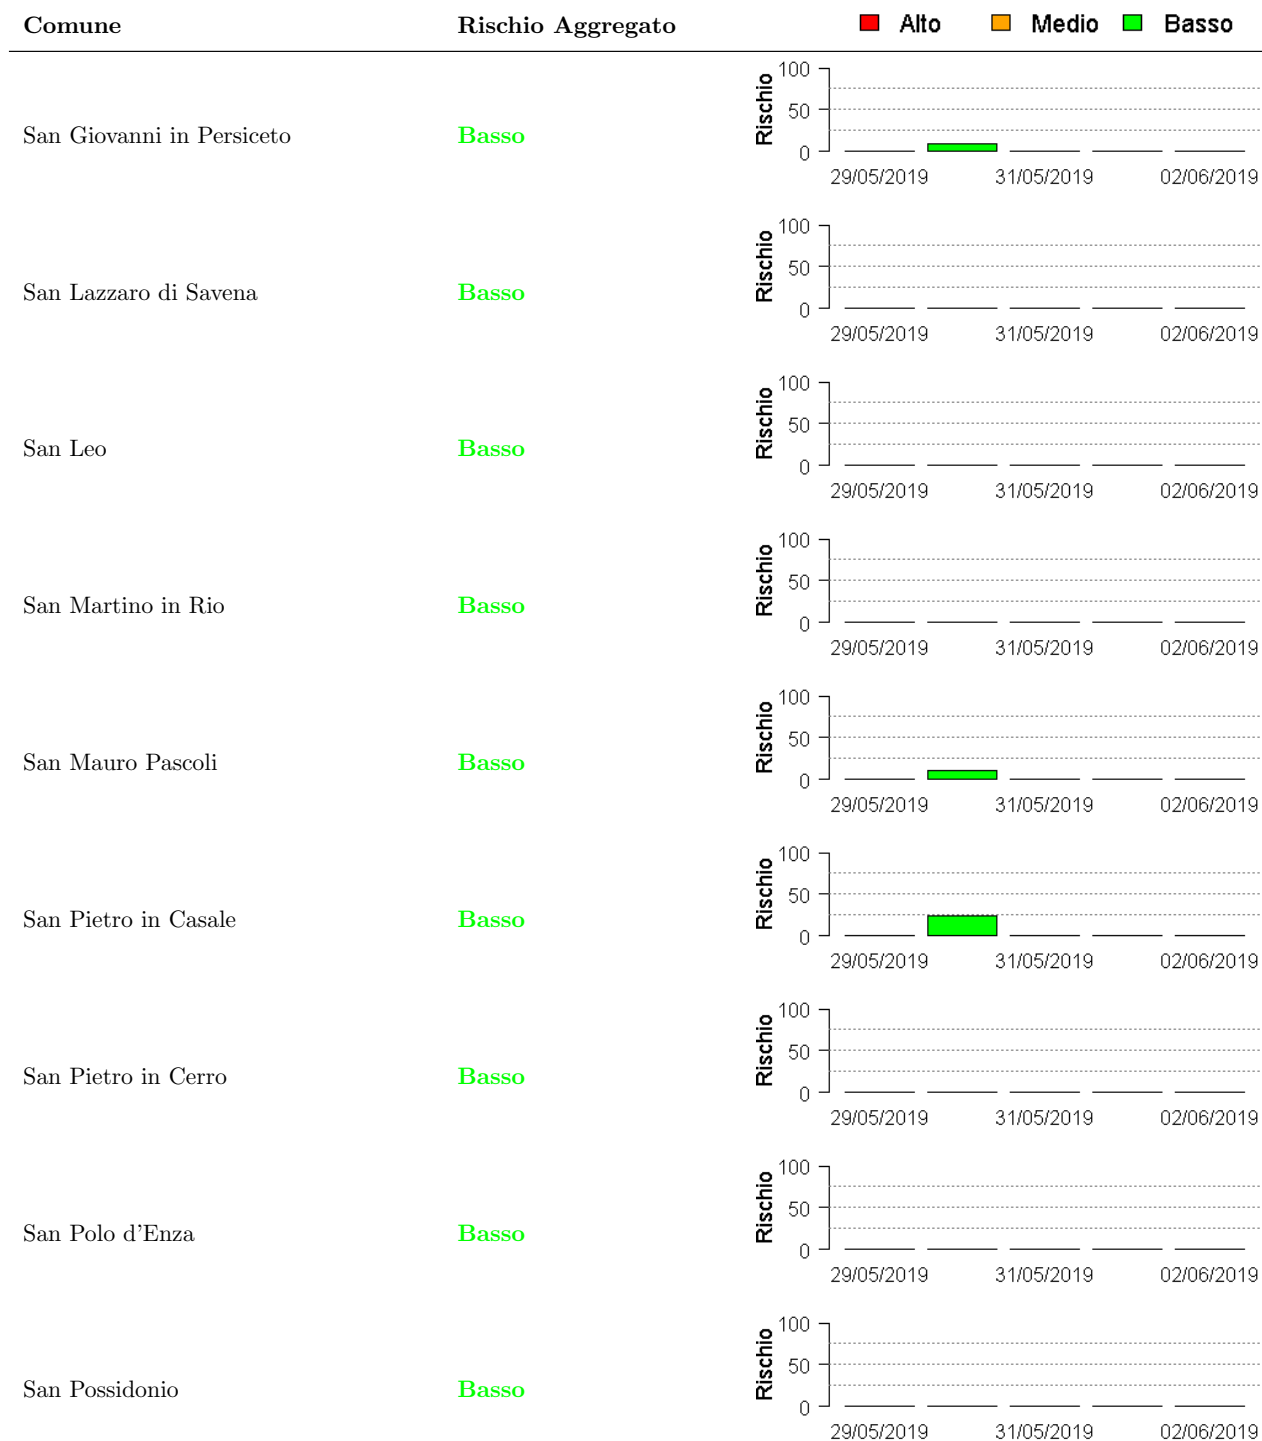 Comune Rischio Aggregato Alto Medio Basso
100
50
0
Rischio
San Giovanni in Persiceto Basso
29/05/2019 31/05/2019 02/06/2019
100
50
0
Rischio
San Lazzaro di Savena Basso
29/05/2019 31/05/2019 02/06/2019
100
50
0
Rischio
San Leo Basso
29/05/2019 31/05/2019 02/06/2019
100
50
0
Rischio
San Martino in Rio Basso
29/05/2019 31/05/2019 02/06/2019
100
50
0
Rischio
San Mauro Pascoli Basso
29/05/2019 31/05/2019 02/06/2019
100
50
0
Rischio
San Pietro in Casale Basso
29/05/2019 31/05/2019 02/06/2019
100
50
0
Rischio
San Pietro in Cerro Basso
29/05/2019 31/05/2019 02/06/2019
100
50
0
Rischio
San Polo d'Enza Basso
29/05/2019 31/05/2019 02/06/2019
100
50
0
Rischio
San Possidonio Basso
29/05/2019 31/05/2019 02/06/2019